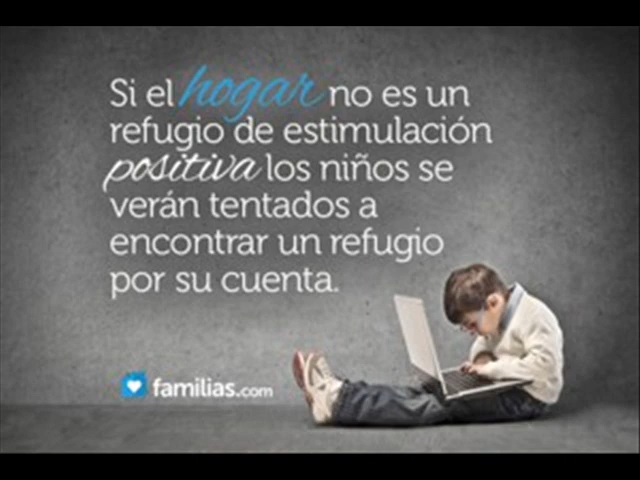 Si el hogar no es un
refugio de estimulación
positiva los niños se
verán tentados a
encontrar un refugio
por su cuenta.
familias.com